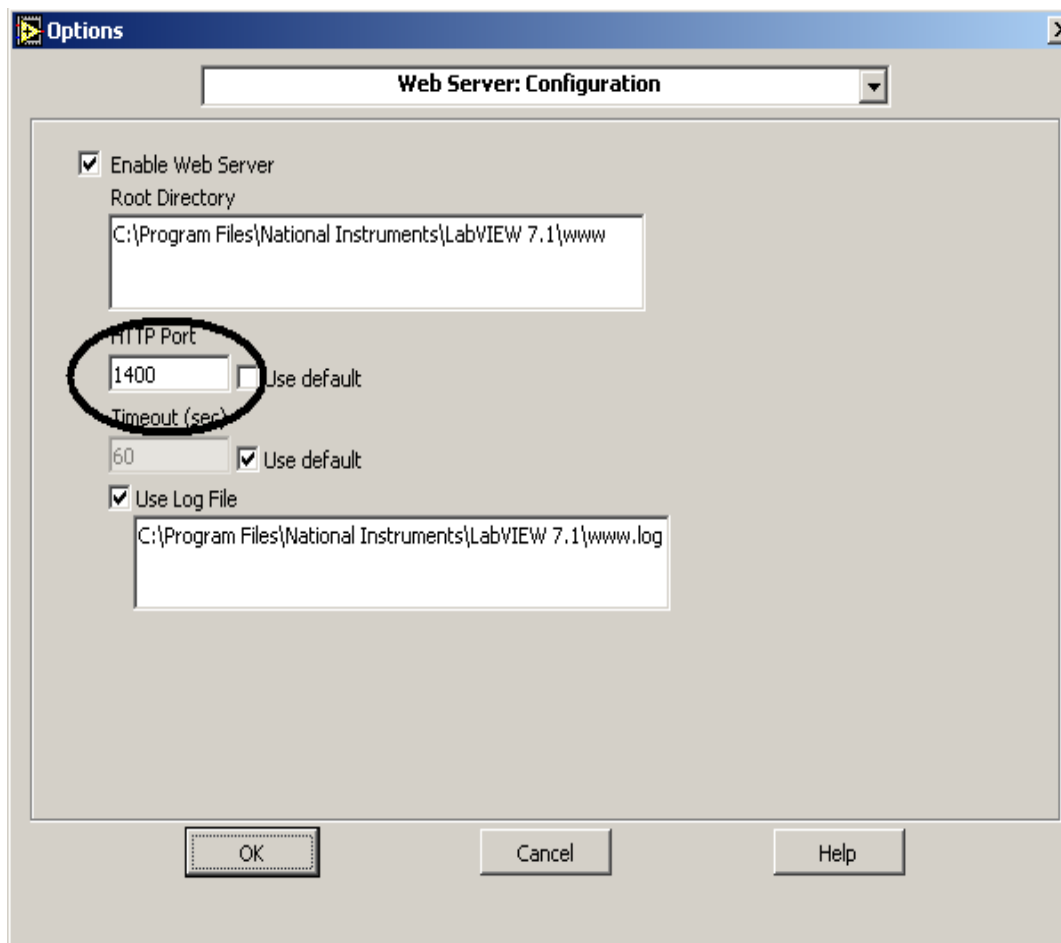 Options
Web Server: Configuration
Enable Web Server
Root Directory
C:\Program Files\National Instruments\LabVIEW 7.1\www
HTTP Port
1400
Use default
Timeout (sec)
60
Use default
Use Log File
C:\Program Files\National Instruments\LabVIEW 7.1\www.log
OK Cancel Help